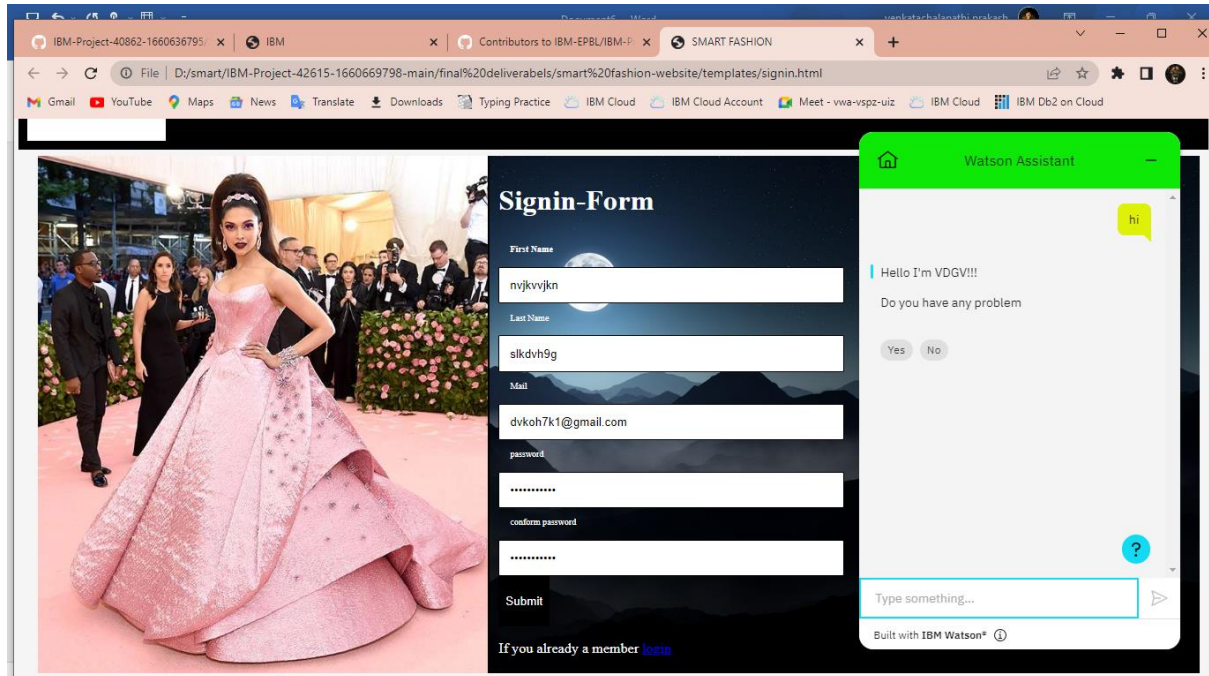 Document6 - Word
venkatachalapathi prakash
IBM-Project-40862-1660636795/
IBM
Contributors to IBM-EPBL/IBM-P
SMART FASHION
File | D:/smart/IBM-Project-42615-1660669798-main/final%20deliverabels/smart%20fashion-website/templates/signin.html
Gmail YouTube Maps News Translate Downloads Typing Practice IBM Cloud IBM Cloud Account Meet - vwa-vspz-uiz IBM Cloud IBM Db2 on Cloud
Signin-Form
First Name
nvjkvvjkn
Last Name
slkdvh9g
Mail
dvkoh7k1@gmail.com
password
•••••••••••
conform password
•••••••••••
Submit
If you already a member login
Watson Assistant
hi
Hello I'm VDGV!!!
Do you have any problem
Yes No
?
Type something...
Built with IBM Watson®